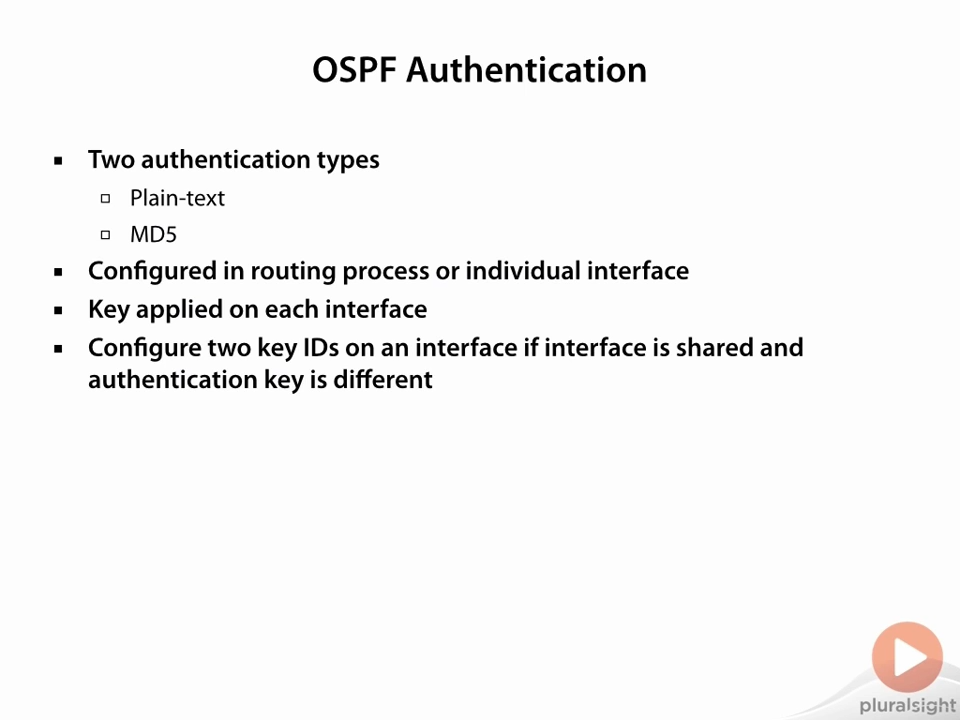 OSPF Authentication
Two authentication types
Plain-text
MD5
Configured in routing process or individual interface
Key applied on each interface
Configure two key IDs on an interface if interface is shared and
authentication key is different
pluralsight